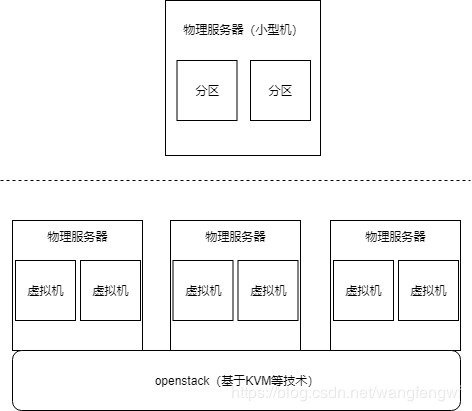 物理服务器（小型机）
分区 分区
物理服务器 物理服务器 物理服务器
虚拟机 虚拟机 虚拟机 虚拟机 虚拟机 虚拟机
openstack（基于KVM等技术）
https://blog.csdn.net/wangfengwf